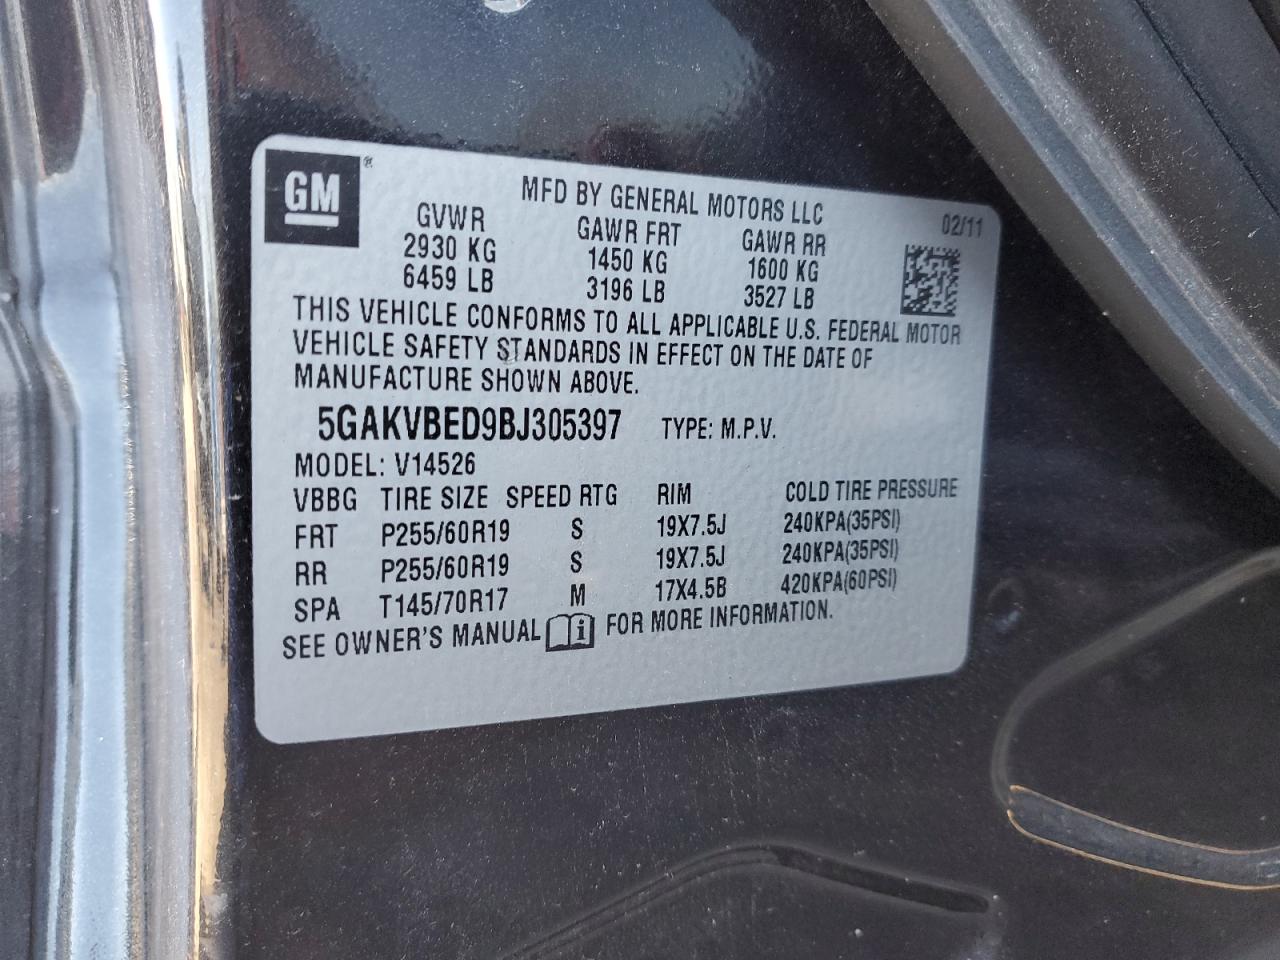 GM®
MFD BY GENERAL MOTORS LLC
02/11
GVWR GAWR FRT GAWR RR
2930 KG 1450 KG 1600 KG
6459 LB 3196 LB 3527 LB
THIS VEHICLE CONFORMS TO ALL APPLICABLE U.S. FEDERAL MOTOR
VEHICLE SAFETY STANDARDS IN EFFECT ON THE DATE OF
MANUFACTURE SHOWN ABOVE.
5GAKVBED9BJ305397 TYPE: M.P.V.
MODEL: V14526
VBBG TIRE SIZE SPEED RTG RIM COLD TIRE PRESSURE
FRT P255/60R19 S 19X7.5J 240KPA(35PSI)
RR P255/60R19 S 19X7.5J 240KPA(35PSI)
SPA T145/70R17 M 17X4.5B 420KPA(60PSI)
SEE OWNER'S MANUAL i FOR MORE INFORMATION.